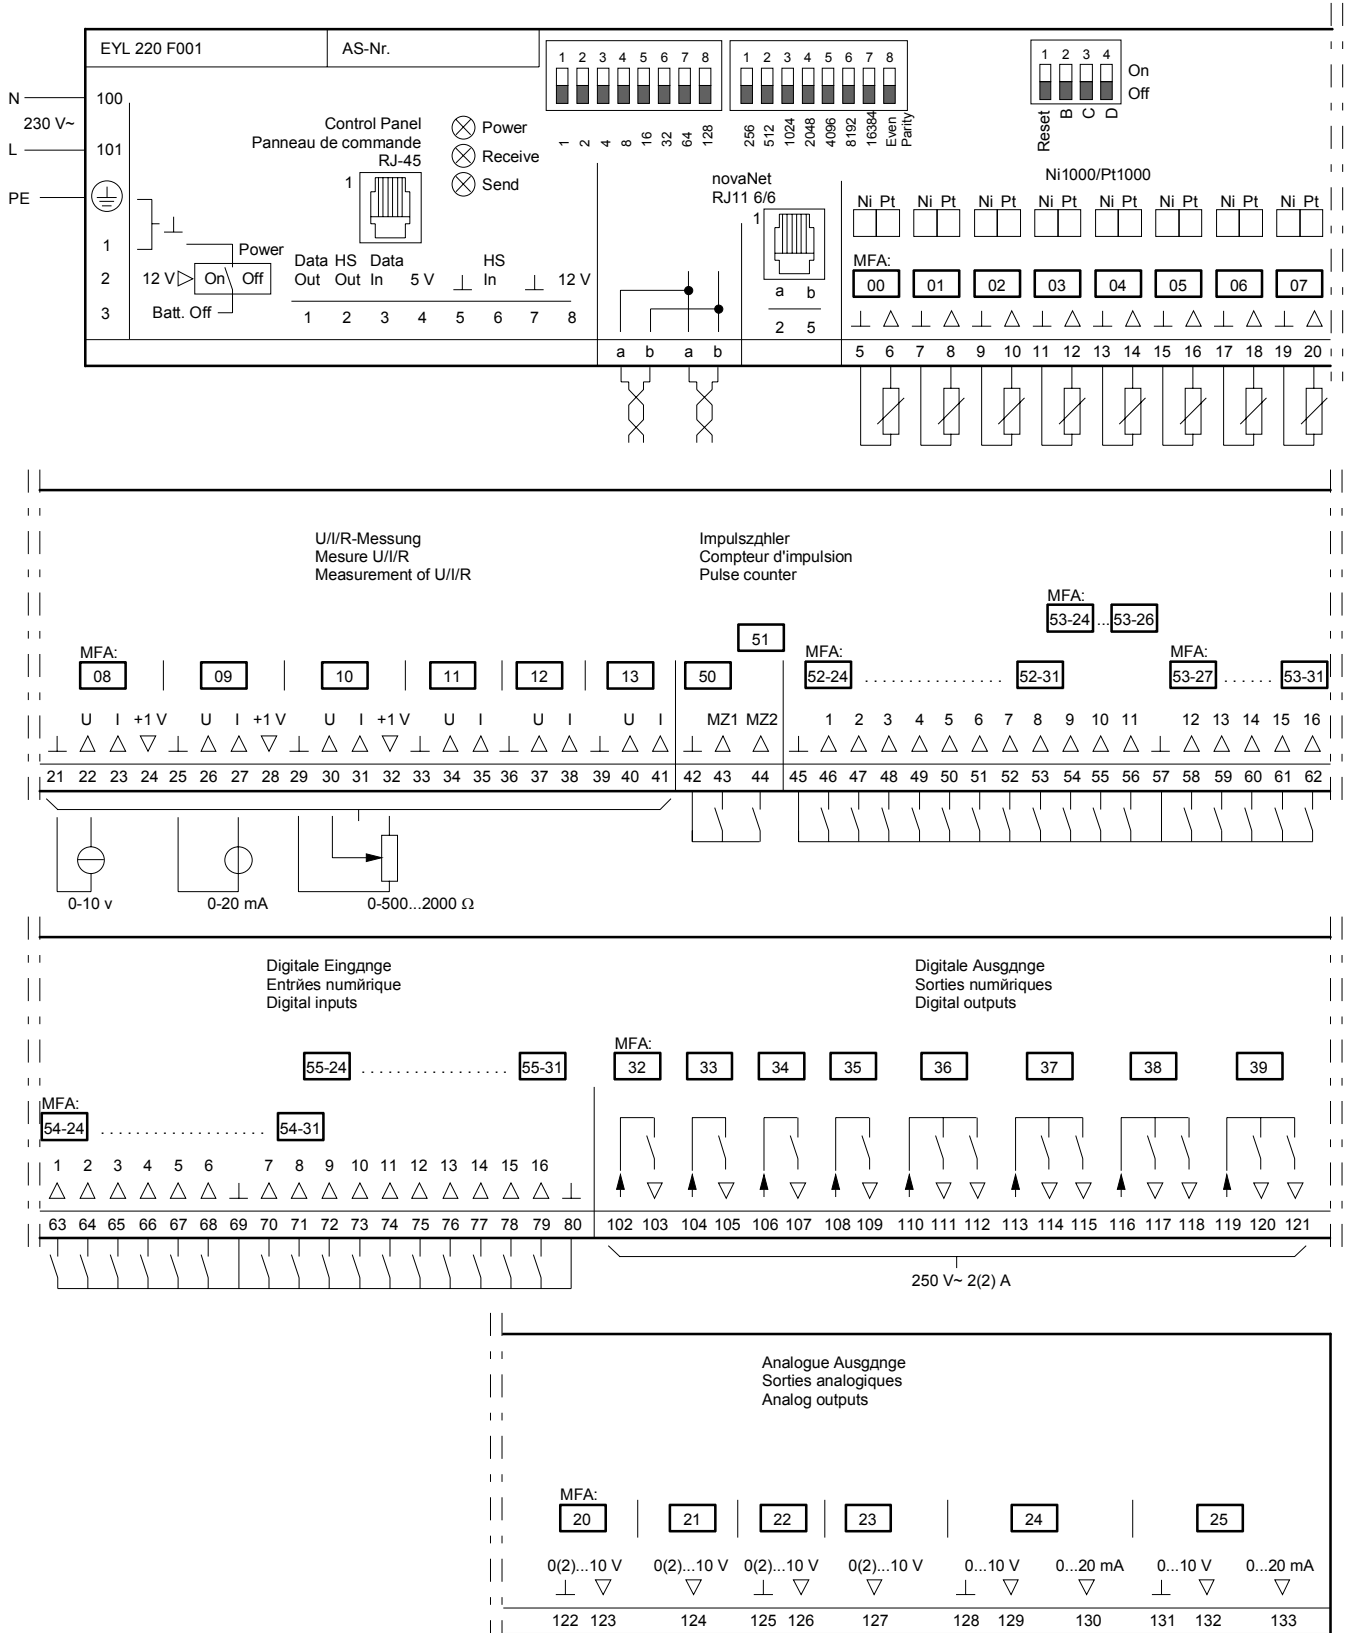 EYL 220 F001 AS-Nr.
1 2 3 4 5 6 7 8
1 2 3 4 5 6 7 8
1 2 3 4
On
Off
N
230 V~
L
PE
100
101
1 2 4 8 16 32 64 128
256 512 1024 2048 4096 8192 16384 Even Parity
Reset B C D
Control Panel
Panneau de commande
RJ-45
1
Power
Receive
Send
novaNet
RJ11 6/6
1
Ni1000/Pt1000
Ni Pt Ni Pt Ni Pt Ni Pt Ni Pt Ni Pt Ni Pt Ni Pt
1
2
3
Power
12 V On Off
Batt. Off
Data Out HS Out Data In 5 V HS In 12 V
1 2 3 4 5 6 7 8
a b
2 5
MFA:
00 01 02 03 04 05 06 07
a b a b
5 6 7 8 9 10 11 12 13 14 15 16 17 18 19 20
U/I/R-Messung
Mesure U/I/R
Measurement of U/I/R
Impulszдhler
Compteur d'impulsion
Pulse counter
MFA:
53-24 ... 53-26
51
MFA:
08 09 10 11 12 13 50
MFA:
52-24 . . . . . . . . . . . . . . . . 52-31
MFA:
53-27 . . . . . . 53-31
U I +1 V U I +1 V U I +1 V U I U I U I MZ1 MZ2 1 2 3 4 5 6 7 8 9 10 11 12 13 14 15 16
21 22 23 24 25 26 27 28 29 30 31 32 33 34 35 36 37 38 39 40 41 42 43 44 45 46 47 48 49 50 51 52 53 54 55 56 57 58 59 60 61 62
0-10 v 0-20 mA 0-500...2000 Ω
Digitale Eingдnge
Entrйes numйrique
Digital inputs
Digitale Ausgдnge
Sorties numйriques
Digital outputs
55-24 . . . . . . . . . . . . . . . . . 55-31
MFA:
32 33 34 35 36 37 38 39
MFA:
54-24 . . . . . . . . . . . . . . . . . . . 54-31
1 2 3 4 5 6 7 8 9 10 11 12 13 14 15 16
63 64 65 66 67 68 69 70 71 72 73 74 75 76 77 78 79 80 102 103 104 105 106 107 108 109 110 111 112 113 114 115 116 117 118 119 120 121
250 V~ 2(2) A
Analogue Ausgдnge
Sorties analogiques
Analog outputs
MFA:
20 21 22 23 24 25
0(2)...10 V 0(2)...10 V 0(2)...10 V 0(2)...10 V 0...10 V 0...20 mA 0...10 V 0...20 mA
122 123 124 125 126 127 128 129 130 131 132 133